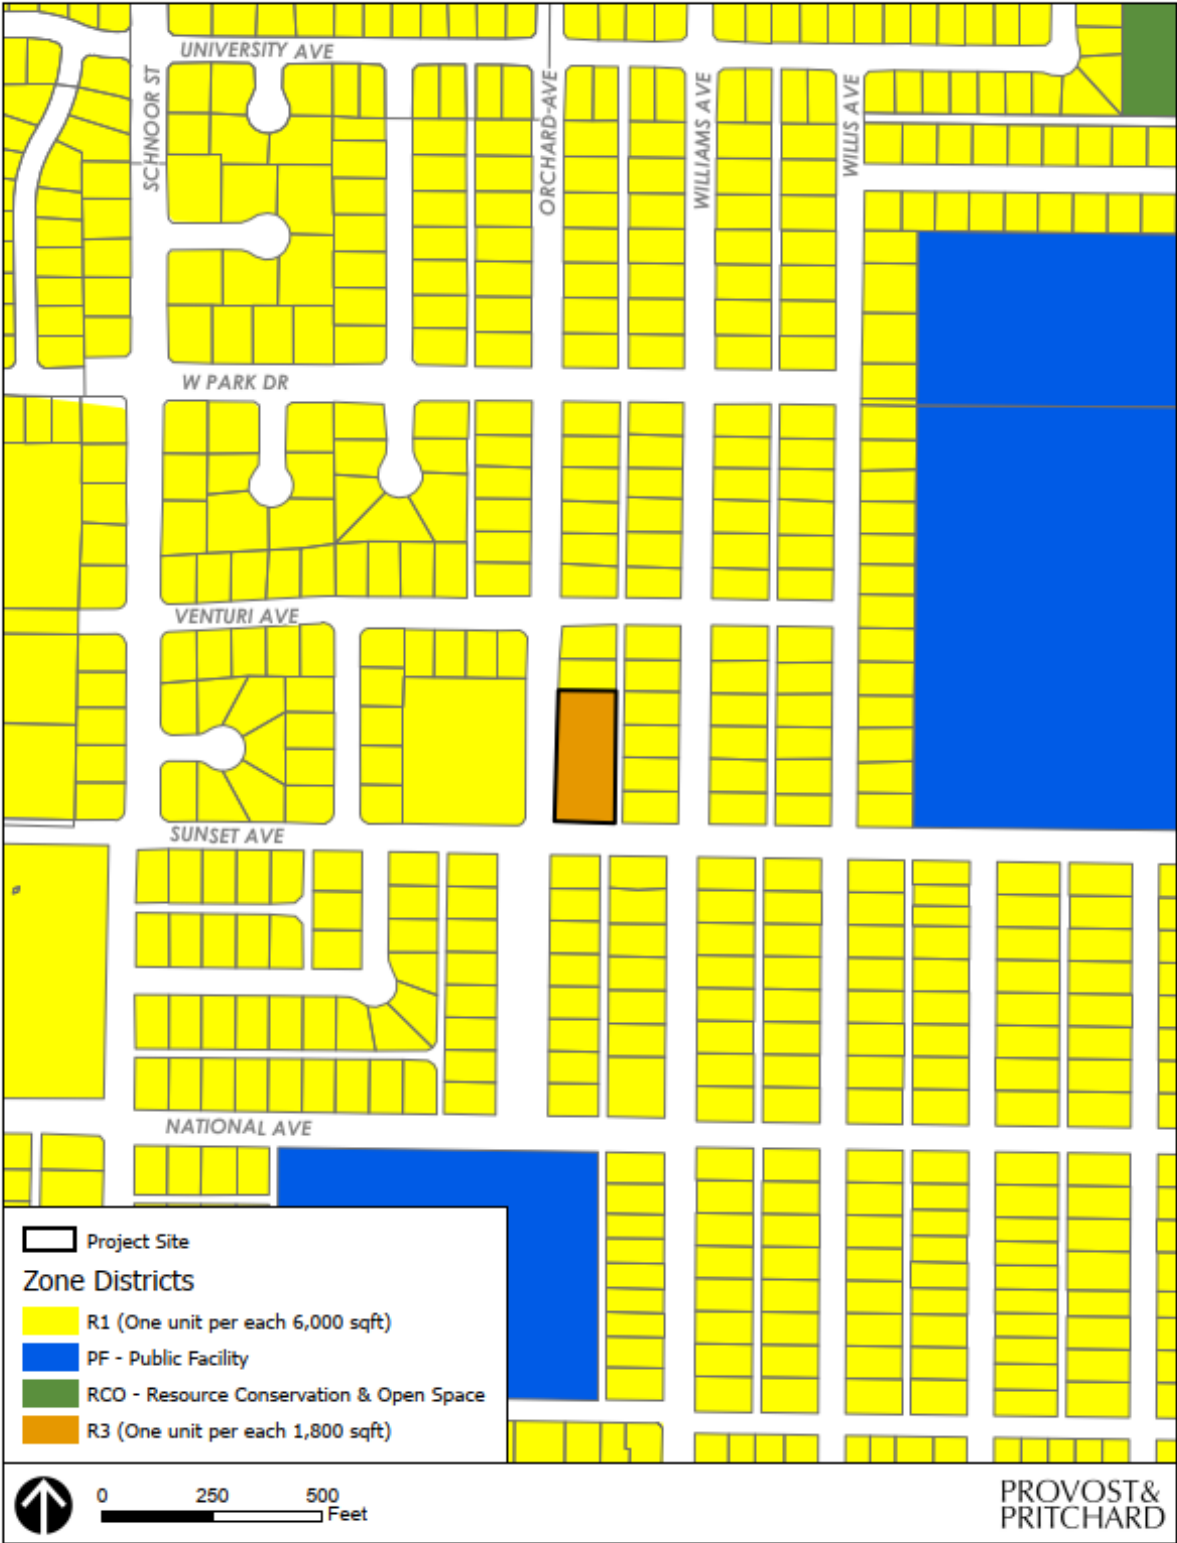 UNIVERSITY AVE
SCHNOOR ST
ORCHARD AVE
WILLIAMS AVE
WILLIS AVE
W PARK DR
VENTURI AVE
SUNSET AVE
NATIONAL AVE
Project Site
Zone Districts
R1 (One unit per each 6,000 sqft)
PF - Public Facility
RCO - Resource Conservation & Open Space
R3 (One unit per each 1,800 sqft)
0 250 500
Feet
PROVOST&
PRITCHARD